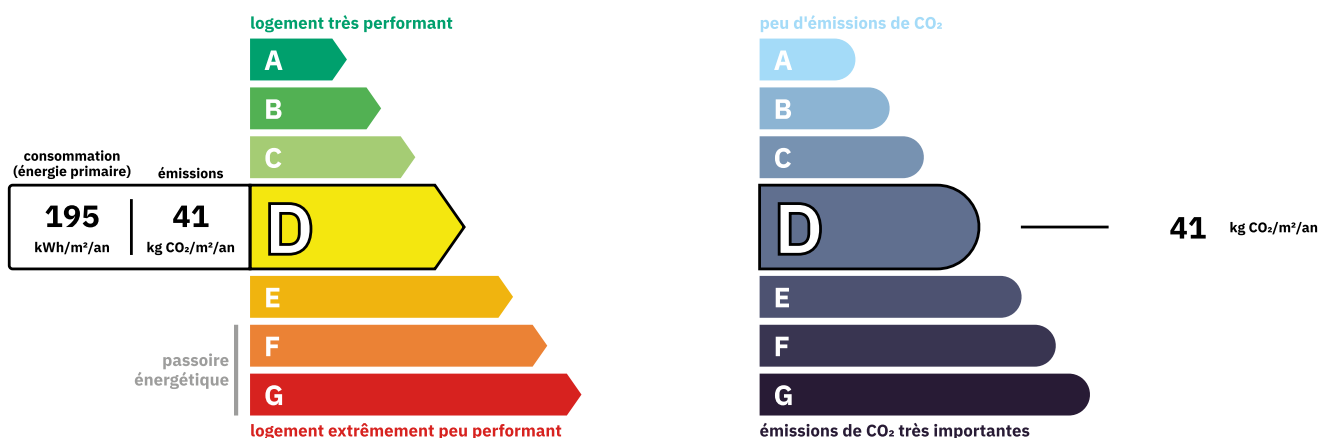 logement très performant
A
B
C
consommation
(énergie primaire)
émissions
195
kWh/m²/an
41
kg CO₂/m²/an
D
E
F
G
passoire
énergétique
logement extrêmement peu performant
peu d'émissions de CO₂
A
B
C
D
41 kg CO₂/m²/an
E
F
G
émissions de CO₂ très importantes